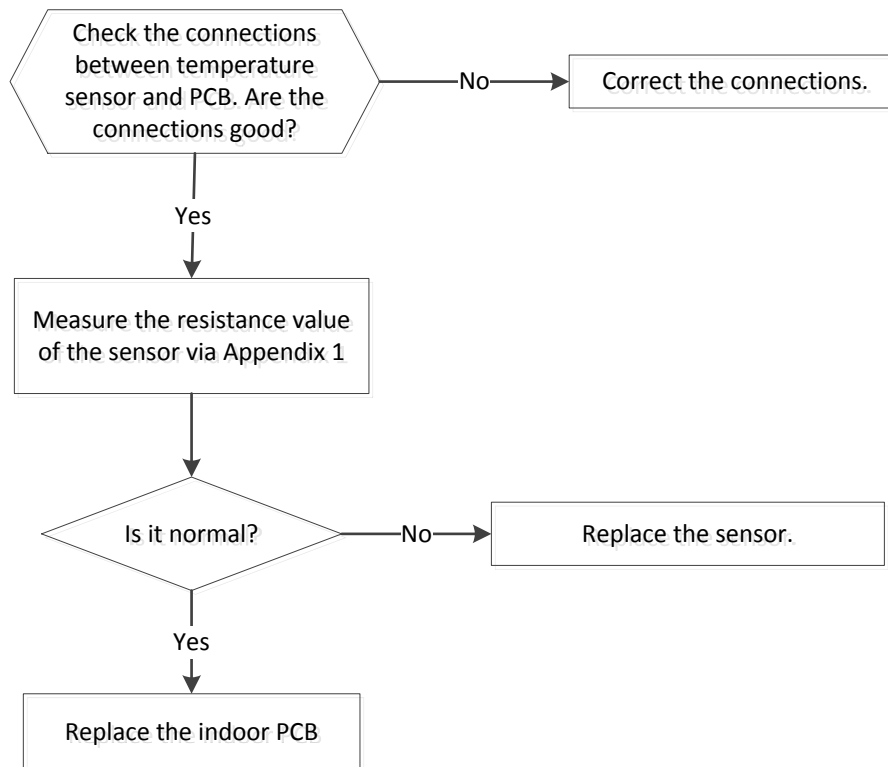 Check the connections
between temperature
sensor and PCB. Are the
connections good?
No
Correct the connections.
Yes
Measure the resistance value
of the sensor via Appendix 1
Is it normal?
No
Replace the sensor.
Yes
Replace the indoor PCB